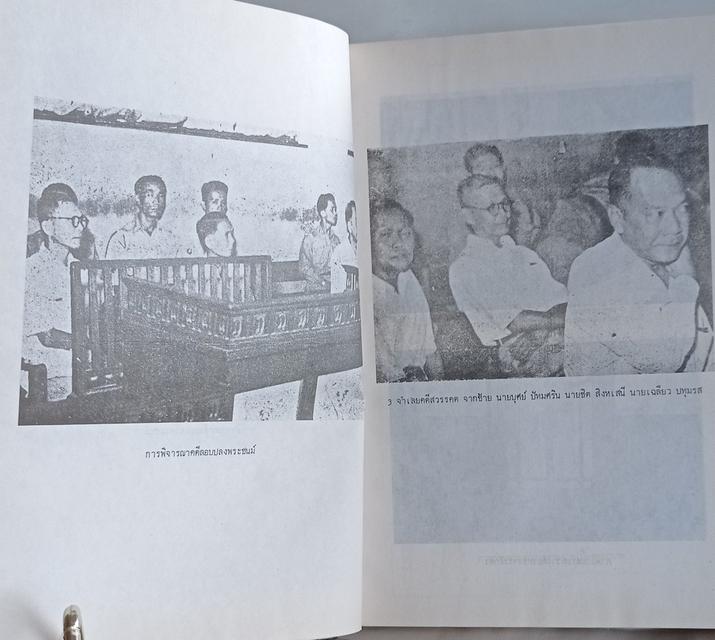 การพิจารณาคดีลอบปลงพระชนม์
3 จำเลยคดีสวรรคต จากซ้าย นายบุศย์ ปัทมศริน นายชิต สิงหเสนี นายเฉลียว ปทุมรส